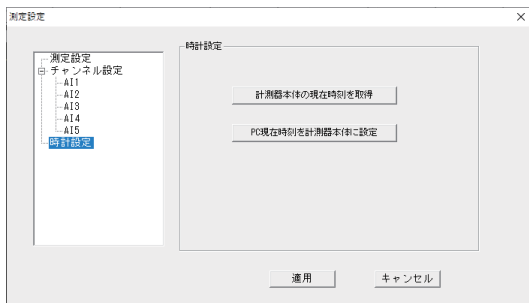 測定設定
測定設定
チャンネル設定
AI1
AI2
AI3
AI4
AI5
時計設定
時計設定
計測器本体の現在時刻を取得
PC現在時刻を計測器本体に設定
適用
キャンセル